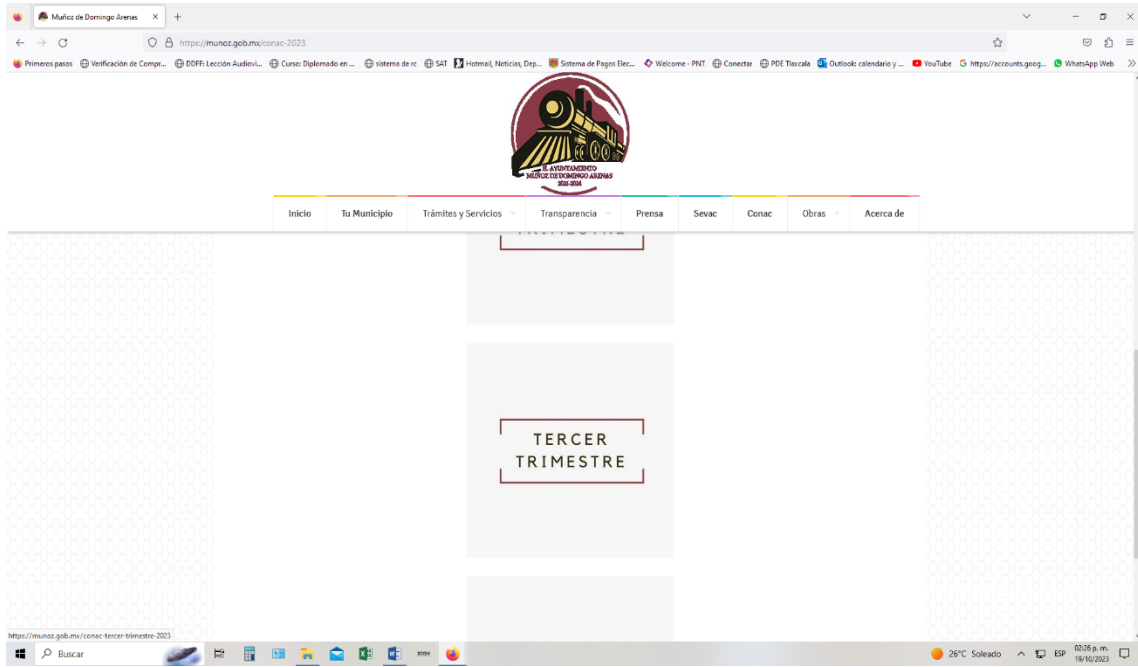 Muñoz de Domingo Arenas
https://munoz.gob.mx/conac-2023
Primeros pasos Verificación de Compr... DDFF: Lección Audiovi... Curso: Diplomado en ... sistema de rc SAT Hotmail, Noticias, Dep... Sistema de Pagos Elec... Welcome - PNT Conectar PDE Tlaxcala Outlook: calendario y ... YouTube https://accounts.goog... WhatsApp Web
H. AYUNTAMIENTO
MUÑOZ DE DOMINGO ARENAS
2021-2024
Inicio Tu Municipio Trámites y Servicios Transparencia Prensa Sevac Conac Obras Acerca de
TRIMESTRE
TERCER
TRIMESTRE
https://munoz.gob.mx/conac-tercer-trimestre-2023
Buscar
26°C Soleado ESP 02:26 p. m.
19/10/2023